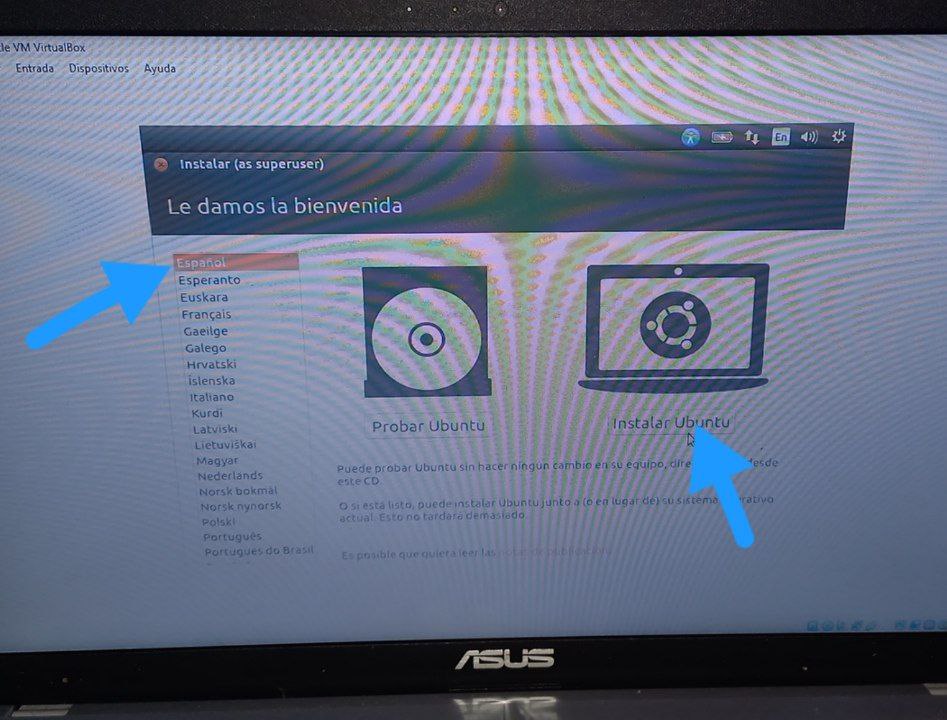 le VM VirtualBox
Entrada Dispositivos Ayuda
En
Instalar (as superuser)
Le damos la bienvenida
Español
Esperanto
Euskara
Français
Gaeilge
Galego
Hrvatski
Íslenska
Italiano
Kurdî
Latviski
Lietuviškai
Magyar
Nederlands
Norsk bokmål
Norsk nynorsk
Polski
Português
Português do Brasil
Probar Ubuntu
Instalar Ubuntu
Puede probar Ubuntu sin hacer ningún cambio en su equipo, dire desde
este CD.
O si está listo, puede instalar Ubuntu junto a (o en lugar de) su sistema rativo
actual. Esto no tardará demasiado.
Es posible que quiera leer las notas de publicación.
ASUS